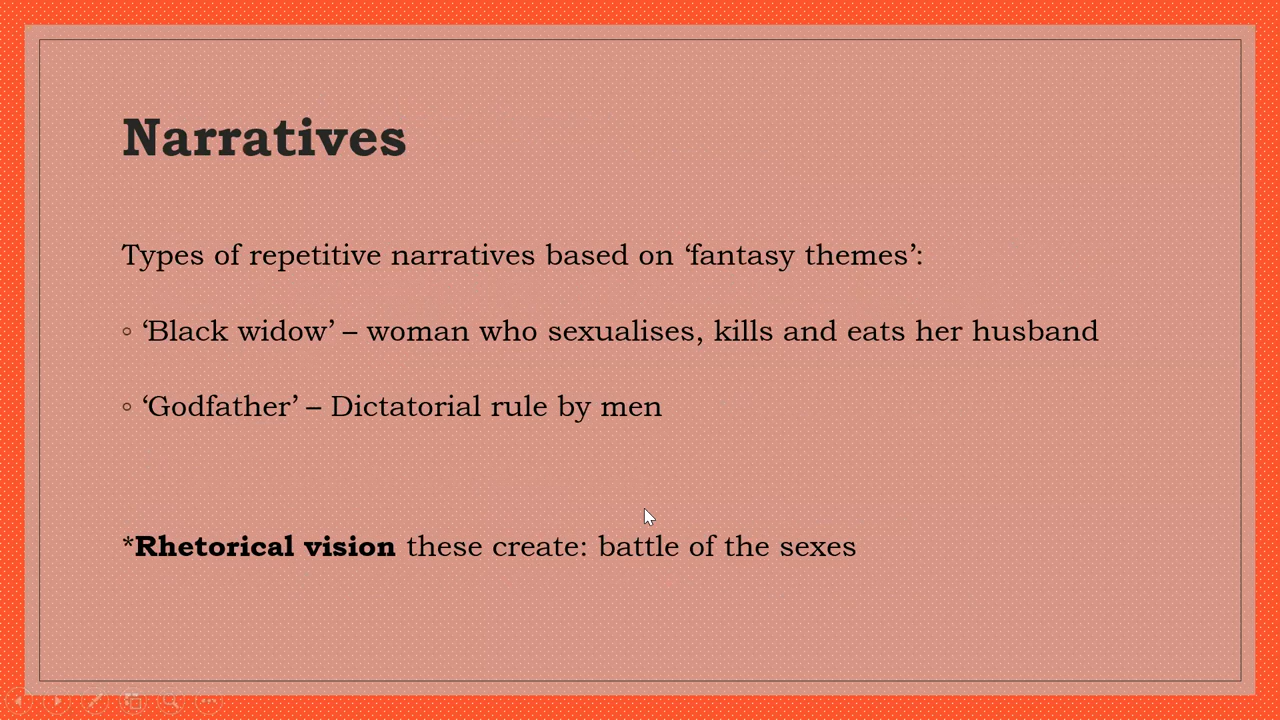 Narratives
Types of repetitive narratives based on ‘fantasy themes’:
◦ ‘Black widow’ – woman who sexualises, kills and eats her husband
◦ ‘Godfather’ – Dictatorial rule by men
*Rhetorical vision these create: battle of the sexes